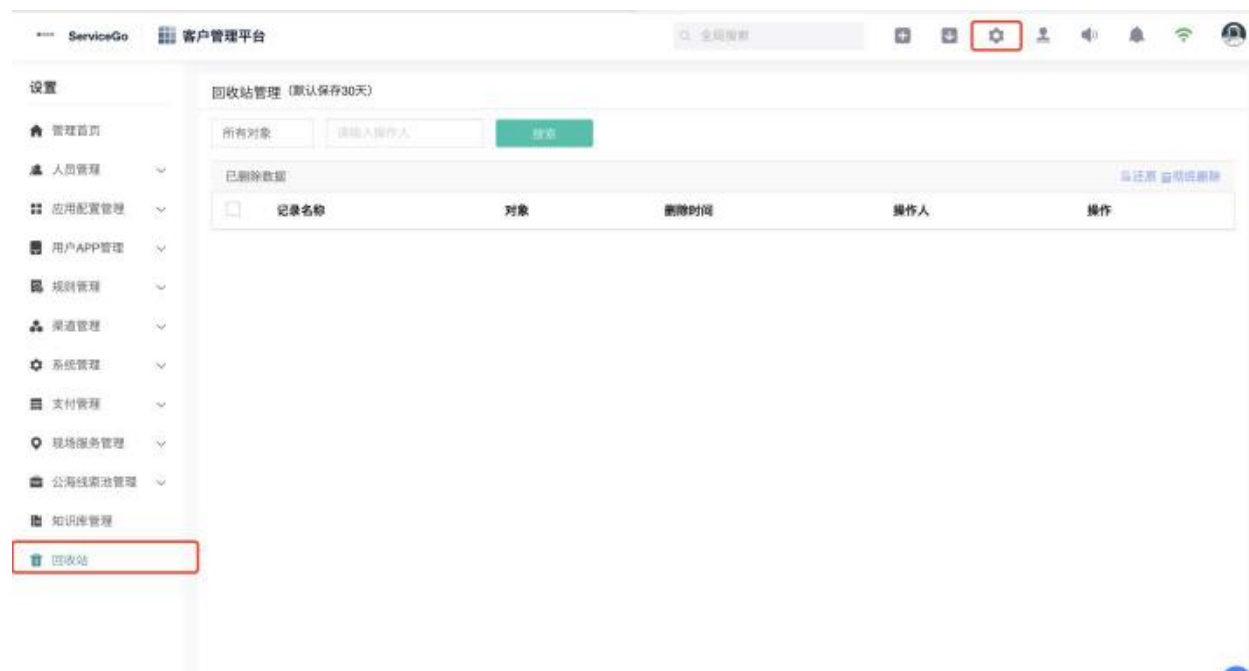 ServiceGo 客户管理平台 全局搜索
设置
回收站管理（默认保存30天）
管理首页
所有对象 请输入操作人 搜索
人员管理
已删除数据 还原 彻底删除
应用配置管理
记录名称 对象 删除时间 操作人 操作
用户APP管理
规则管理
渠道管理
系统管理
支付管理
现场服务管理
公海线索池管理
知识库管理
回收站